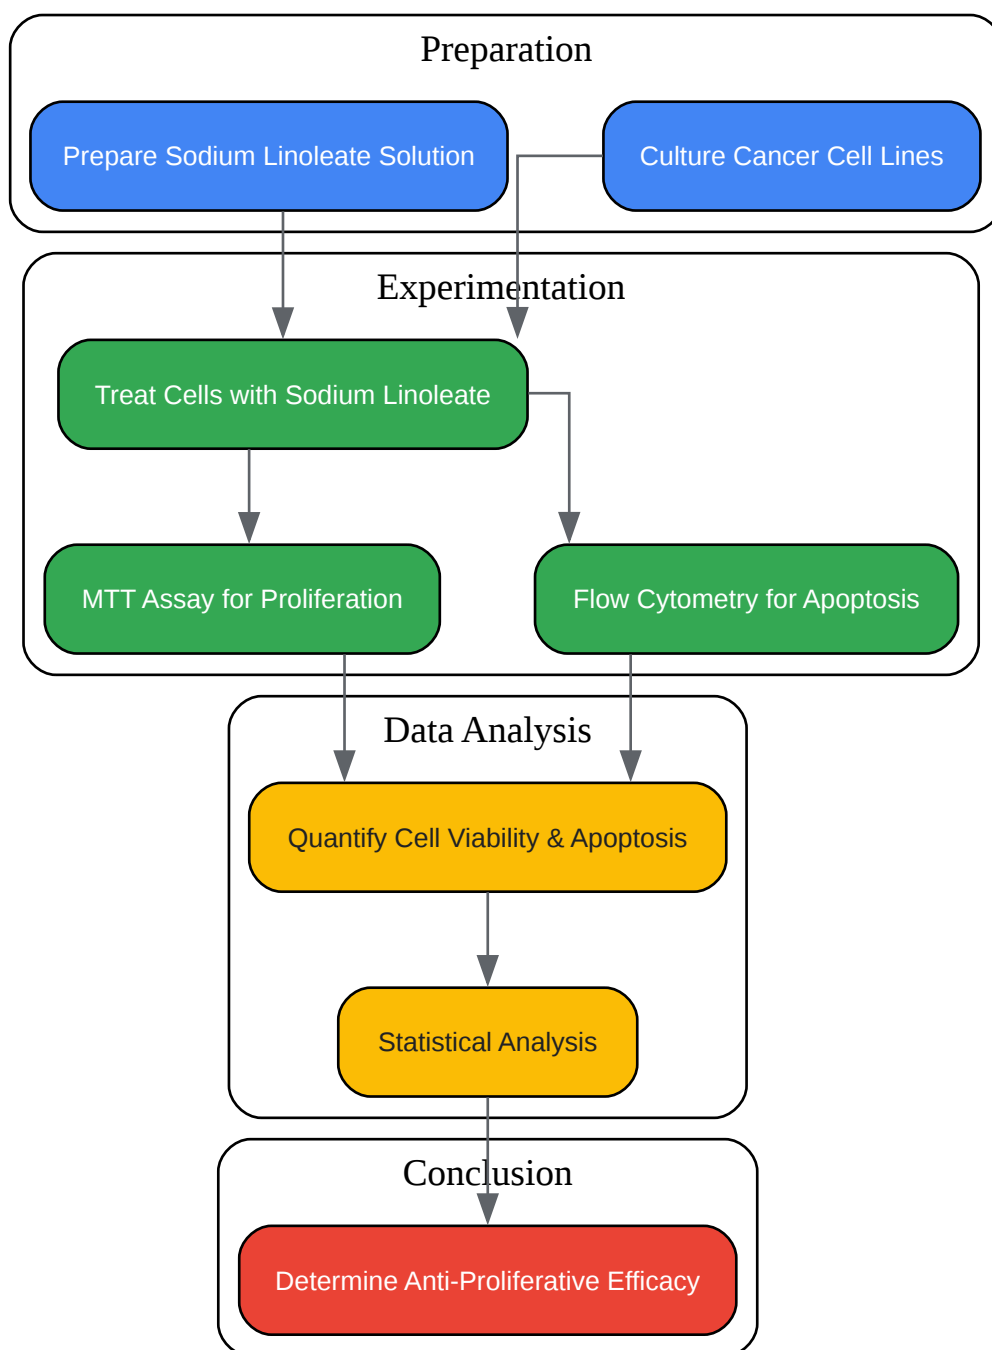 Preparation
Prepare Sodium Linoleate Solution
Culture Cancer Cell Lines
Experimentation
Treat Cells with Sodium Linoleate
MTT Assay for Proliferation
Flow Cytometry for Apoptosis
Data Analysis
Quantify Cell Viability & Apoptosis
Statistical Analysis
Conclusion
Determine Anti-Proliferative Efficacy